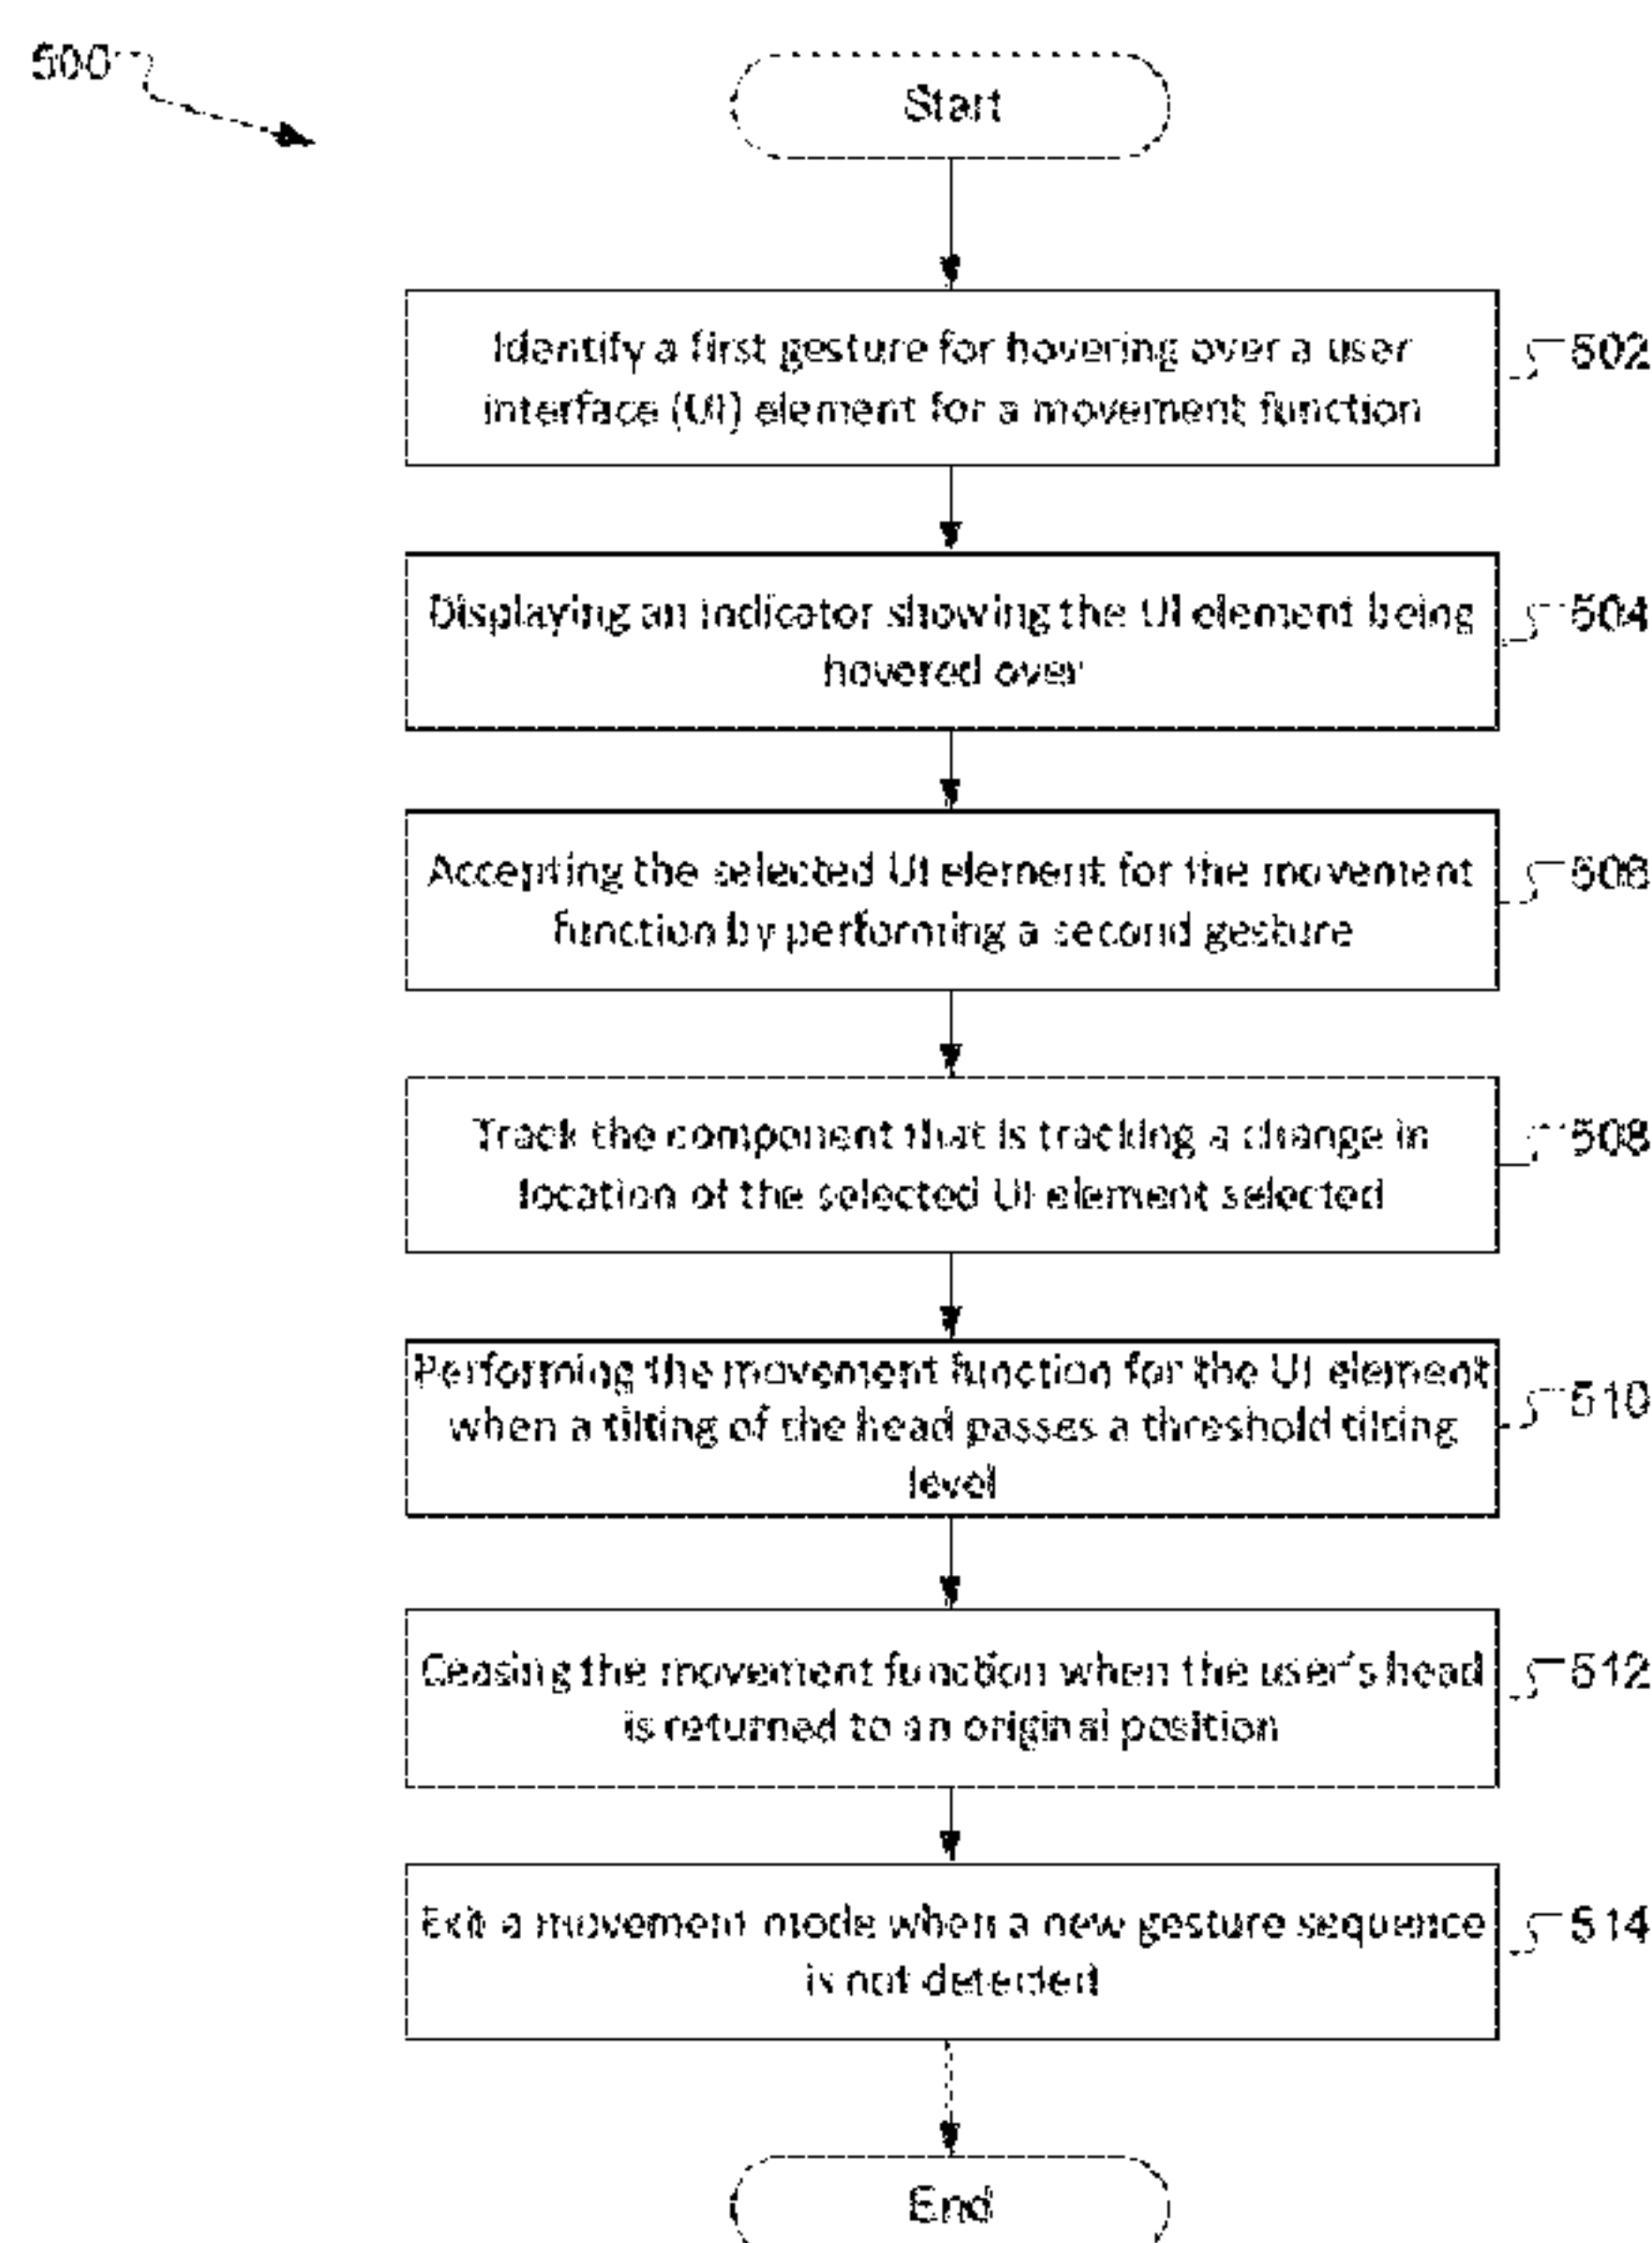 500
Start
Identify a first gesture for hovering over a user
interface (UI) element for a movement function
502
Displaying an indicator showing the UI element being
hovered over
504
Accepting the selected UI element for the movement
function by performing a second gesture
506
Track the component that is tracking a change in
location of the selected UI element selected
508
Performing the movement function for the UI element
when a tilting of the head passes a threshold tilting
level
510
Ceasing the movement function when the user's head
is returned to an original position
512
Exit a movement mode when a new gesture sequence
is not detected
514
End